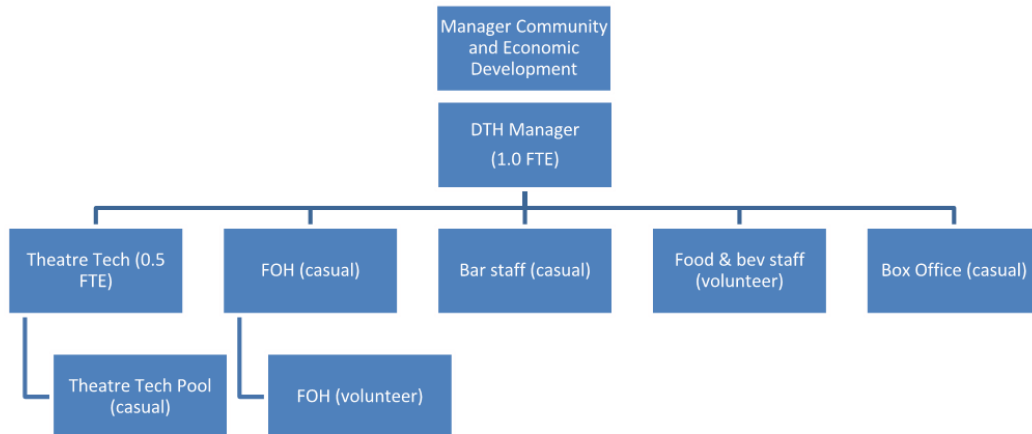 Manager Community
and Economic
Development
DTH Manager
(1.0 FTE)
Theatre Tech (0.5
FTE)
FOH (casual)
Bar staff (casual)
Food & bev staff
(volunteer)
Box Office (casual)
Theatre Tech Pool
(casual)
FOH (volunteer)